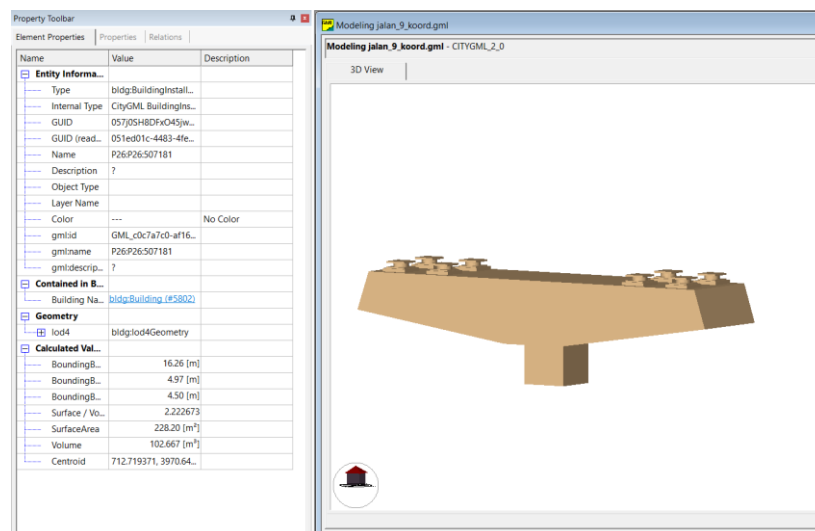 Property Toolbar
Element Properties Properties Relations
Name Value Description
Entity Informa...
Type bldg:BuildingInstall...
Internal Type CityGML BuildingIns...
GUID 057j0SH8DFxO45jw...
GUID (read... 051ed01c-4483-4fe...
Name P26:P26:507181
Description ?
Object Type
Layer Name
Color --- No Color
gml:id GML_c0c7a7c0-af16...
gml:name P26:P26:507181
gml:descrip... ?
Contained in B...
Building Na... bldg:Building (#5802)
Geometry
lod4 bldg:lod4Geometry
Calculated Val...
BoundingB... 16.26 [m]
BoundingB... 4.97 [m]
BoundingB... 4.50 [m]
Surface / Vo... 2.222673
SurfaceArea 228.20 [m²]
Volume 102.667 [m³]
Centroid 712.719371, 3970.64...
Modeling jalan_9_koord.gml
Modeling jalan_9_koord.gml - CITYGML_2_0
3D View